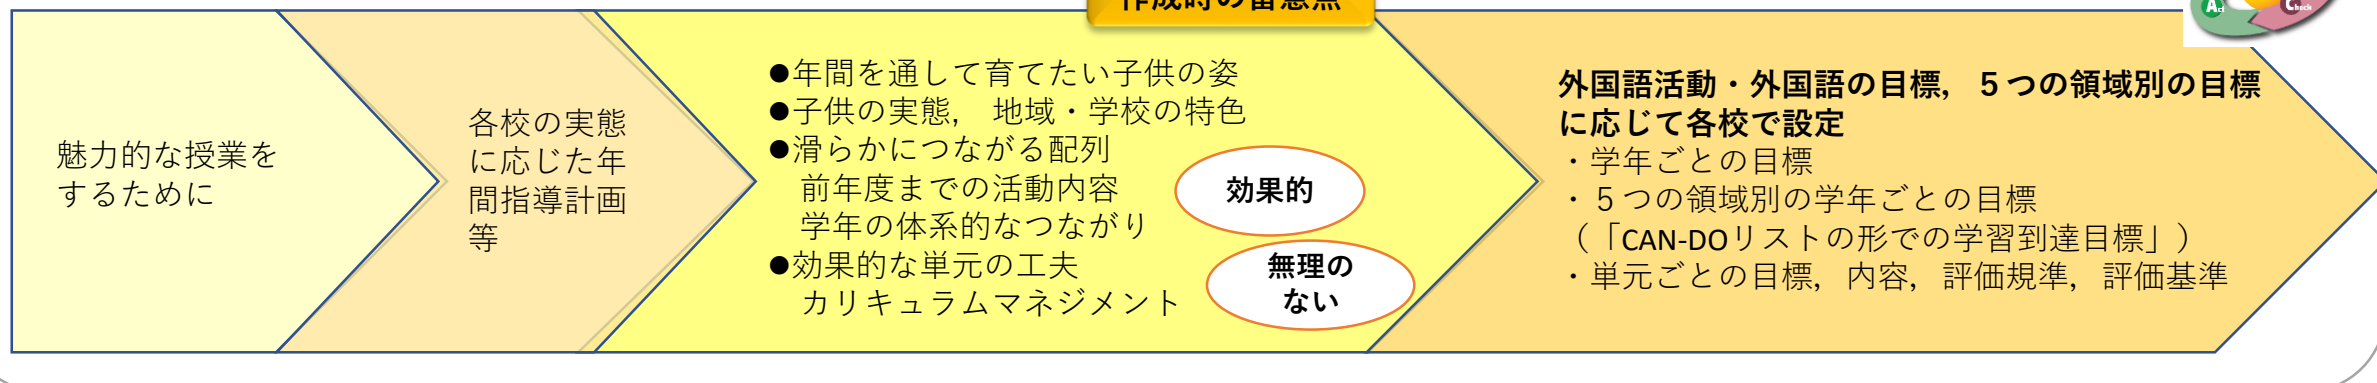 作成時の留意点
Act
Check
魅力的な授業を
するために
各校の実態
に応じた年
間指導計画
等
●年間を通して育てたい子供の姿
●子供の実態, 地域・学校の特色
●滑らかにつながる配列
前年度までの活動内容
学年の体系的なつながり
●効果的な単元の工夫
カリキュラムマネジメント
効果的
無理の
ない
外国語活動・外国語の目標, 5つの領域別の目標
に応じて各校で設定
・学年ごとの目標
・5つの領域別の学年ごとの目標
(「CAN-DOリストの形での学習到達目標」)
・単元ごとの目標, 内容, 評価規準, 評価基準